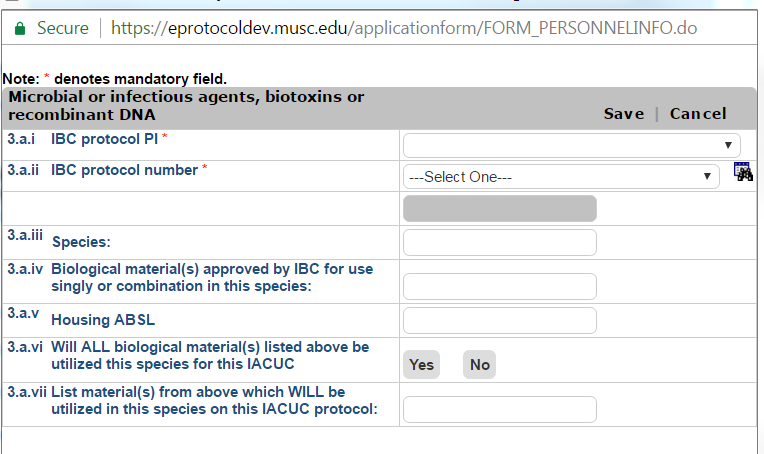 Secure | https://eprotocoldev.musc.edu/applicationform/FORM_PERSONNELINFO.do
Note: * denotes mandatory field.
Microbial or infectious agents, biotoxins or
recombinant DNA
Save | Cancel
3.a.i IBC protocol PI *
3.a.ii IBC protocol number *
---Select One---
3.a.iii Species:
3.a.iv Biological material(s) approved by IBC for use
singly or combination in this species:
3.a.v Housing ABSL
3.a.vi Will ALL biological material(s) listed above be
utilized this species for this IACUC
Yes No
3.a.vii List material(s) from above which WILL be
utilized in this species on this IACUC protocol: